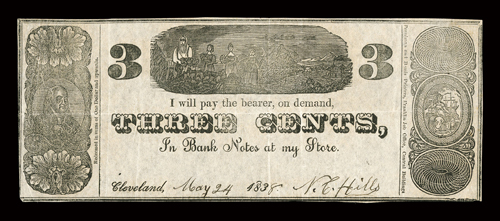 3 3
I will pay the bearer, on demand,
THREE CENTS,
In Bank Notes at my Store.
Cleveland, May 24 1838 N. E. Hills